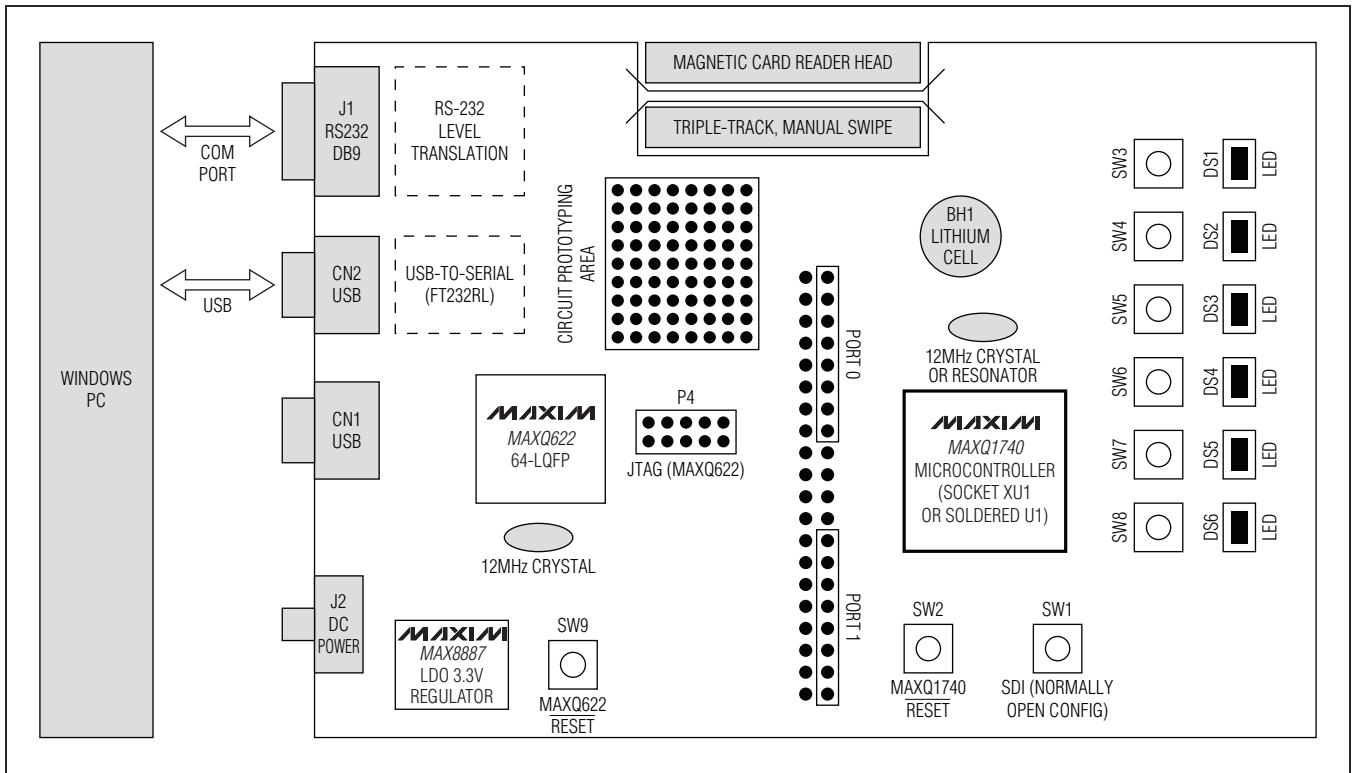 WINDOWS
PC
COM
PORT
USB
J1
RS232
DB9
RS-232
LEVEL
TRANSLATION
CN2
USB
USB-TO-SERIAL
(FT232RL)
CN1
USB
J2
DC
POWER
MAGNETIC CARD READER HEAD
TRIPLE-TRACK, MANUAL SWIPE
CIRCUIT PROTOTYPING
AREA
MAXIM
MAXQ622
64-LQFP
12MHz CRYSTAL
P4
JTAG (MAXQ622)
MAXIM
MAX8887
LDO 3.3V
REGULATOR
SW9
MAXQ622
RESET
PORT 0
PORT 1
BH1
LITHIUM
CELL
12MHz CRYSTAL
OR RESONATOR
MAXIM
MAXQ1740
MICROCONTROLLER
(SOCKET XU1
OR SOLDERED U1)
SW2
MAXQ1740
RESET
SW1
SDI (NORMALLY
OPEN CONFIG)
SW3
DS1
LED
SW4
DS2
LED
SW5
DS3
LED
SW6
DS4
LED
SW7
DS5
LED
SW8
DS6
LED